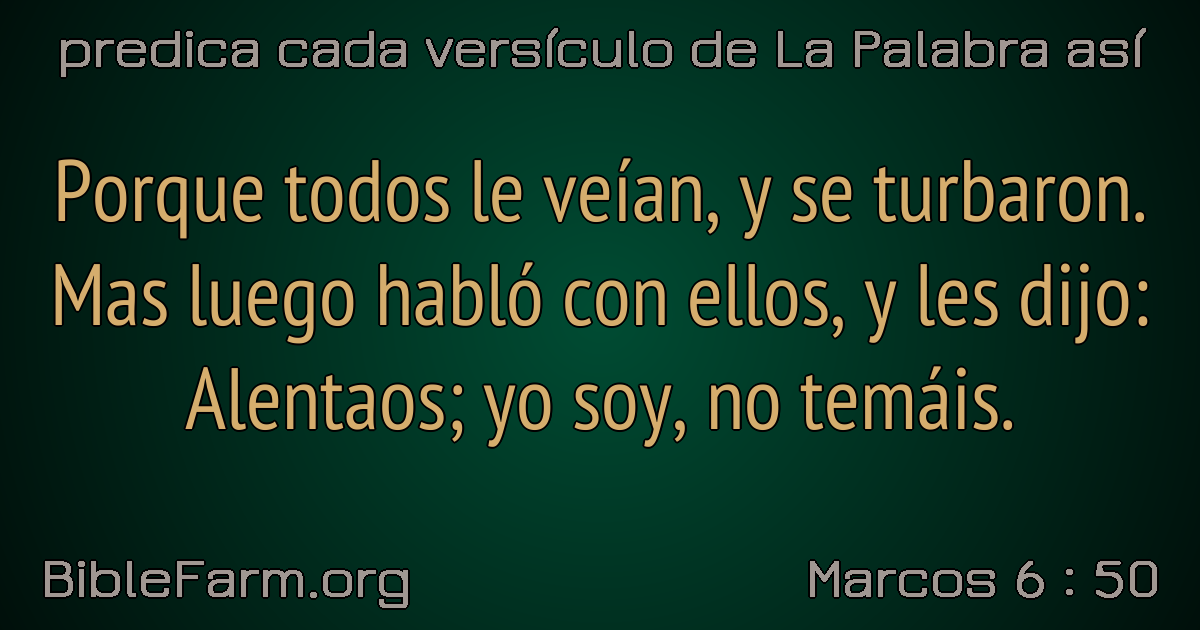 predica cada versículo de La Palabra así
Porque todos le veían, y se turbaron.
Mas luego habló con ellos, y les dijo:
Alentaos; yo soy, no temáis.
BibleFarm.org
Marcos 6 : 50